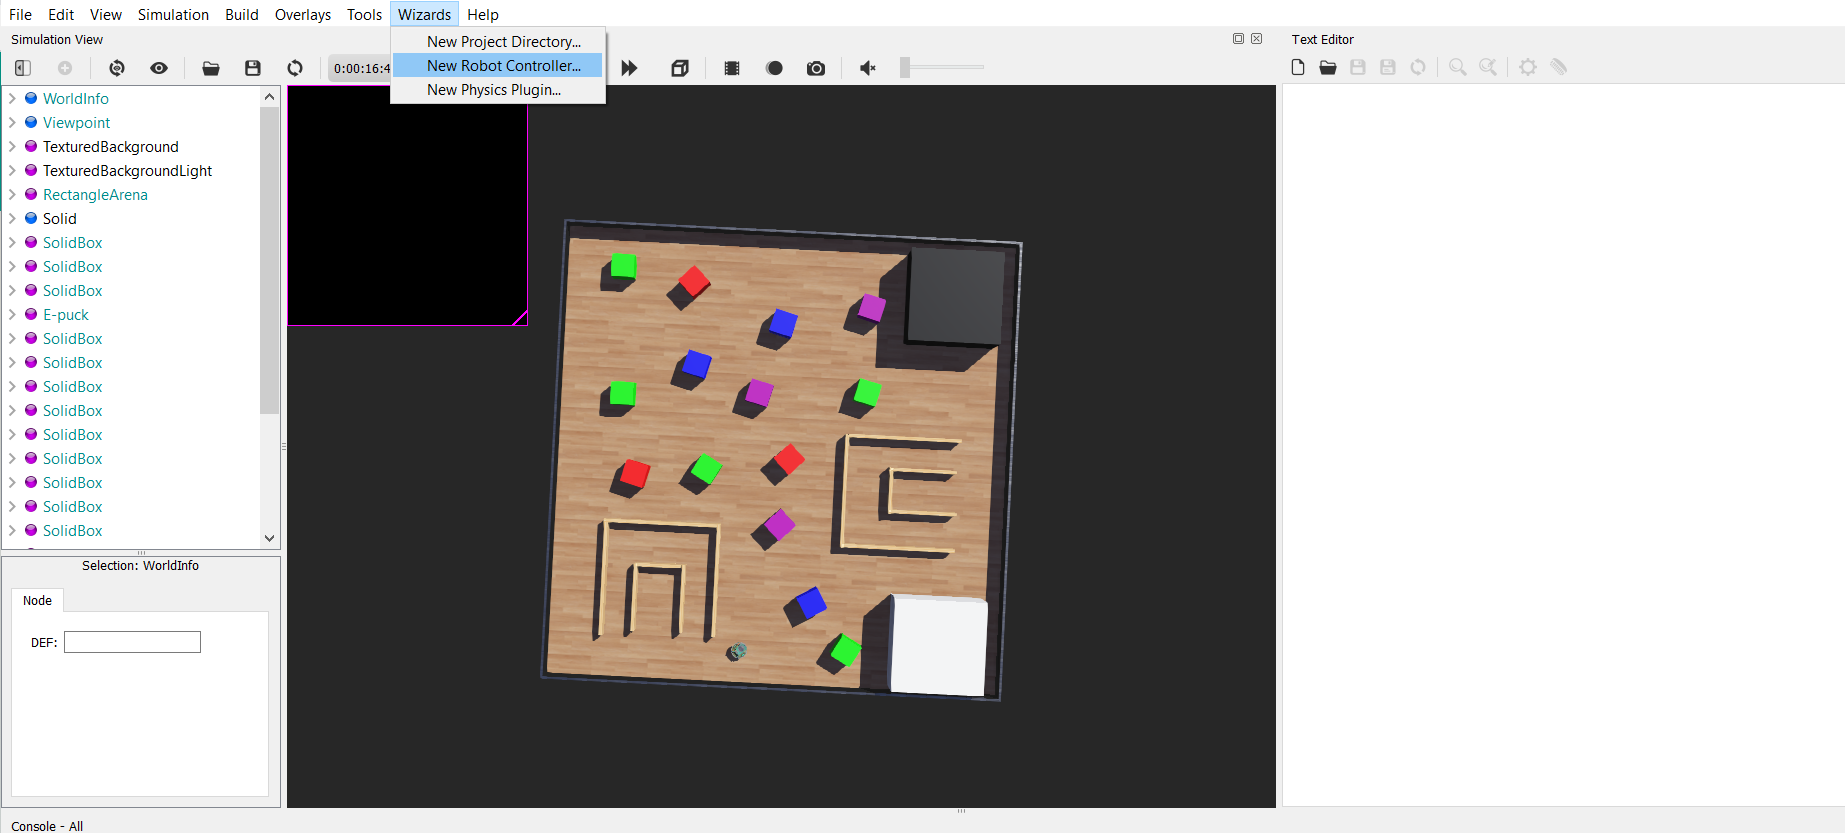 File Edit View Simulation Build Overlays Tools Wizards Help
Simulation View
New Project Directory...
New Robot Controller...
New Physics Plugin...
0:00:16:4
WorldInfo
Viewpoint
TexturedBackground
TexturedBackgroundLight
RectangleArena
Solid
SolidBox
SolidBox
SolidBox
E-puck
SolidBox
SolidBox
SolidBox
SolidBox
SolidBox
SolidBox
SolidBox
SolidBox
SolidBox
Selection: WorldInfo
Node
DEF:
Console - All
Text Editor